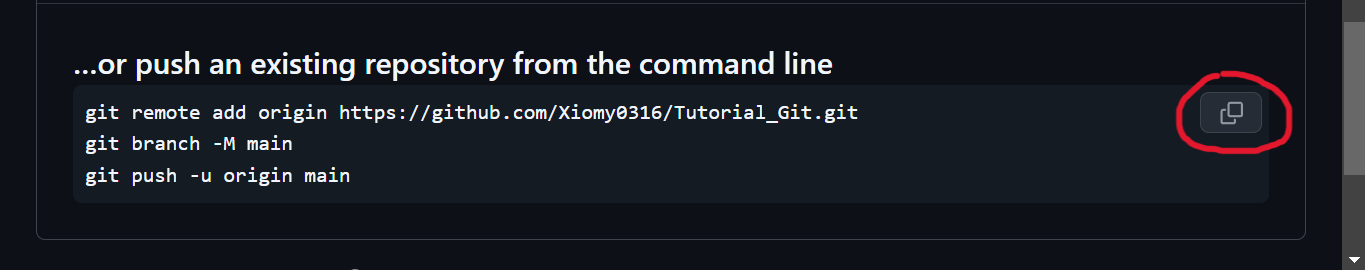 ...or push an existing repository from the command line
git remote add origin https://github.com/Xiomy0316/Tutorial_Git.git
git branch -M main
git push -u origin main